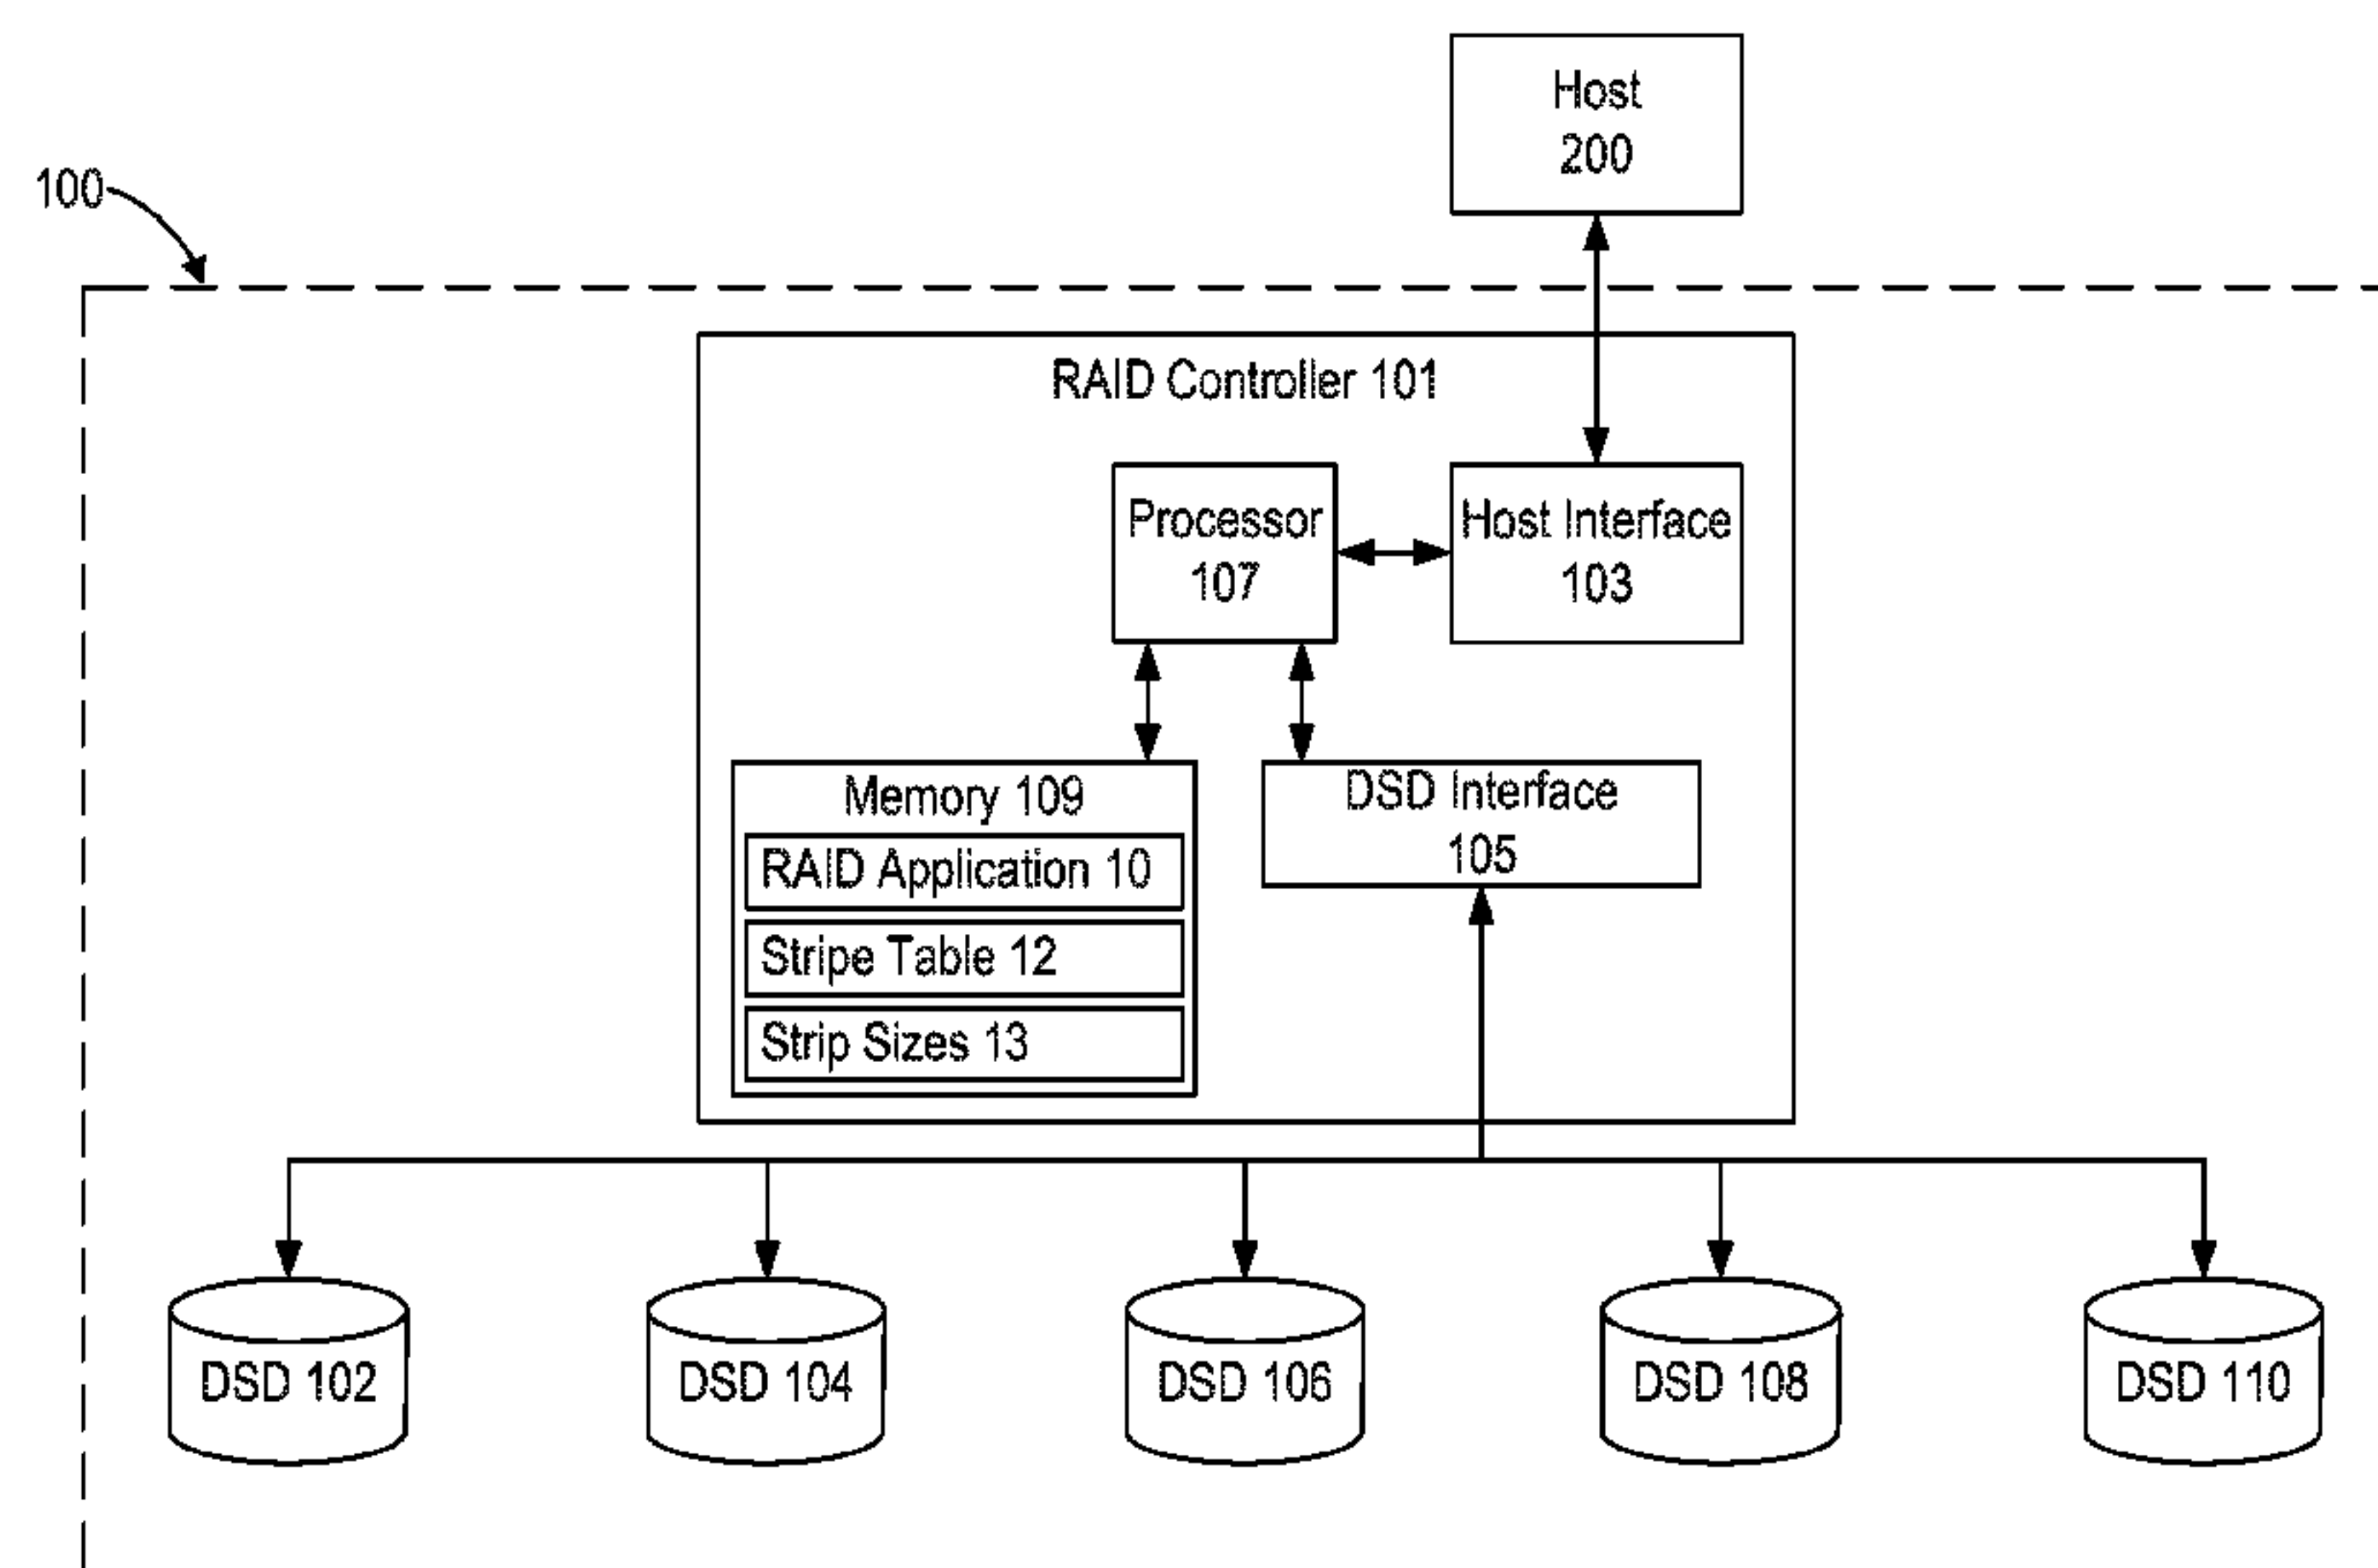 Host
200
100
RAID Controller 101
Processor
107
Host Interface
103
Memory 109
RAID Application 10
Stripe Table 12
Strip Sizes 13
DSD Interface
105
DSD 102
DSD 104
DSD 106
DSD 108
DSD 110